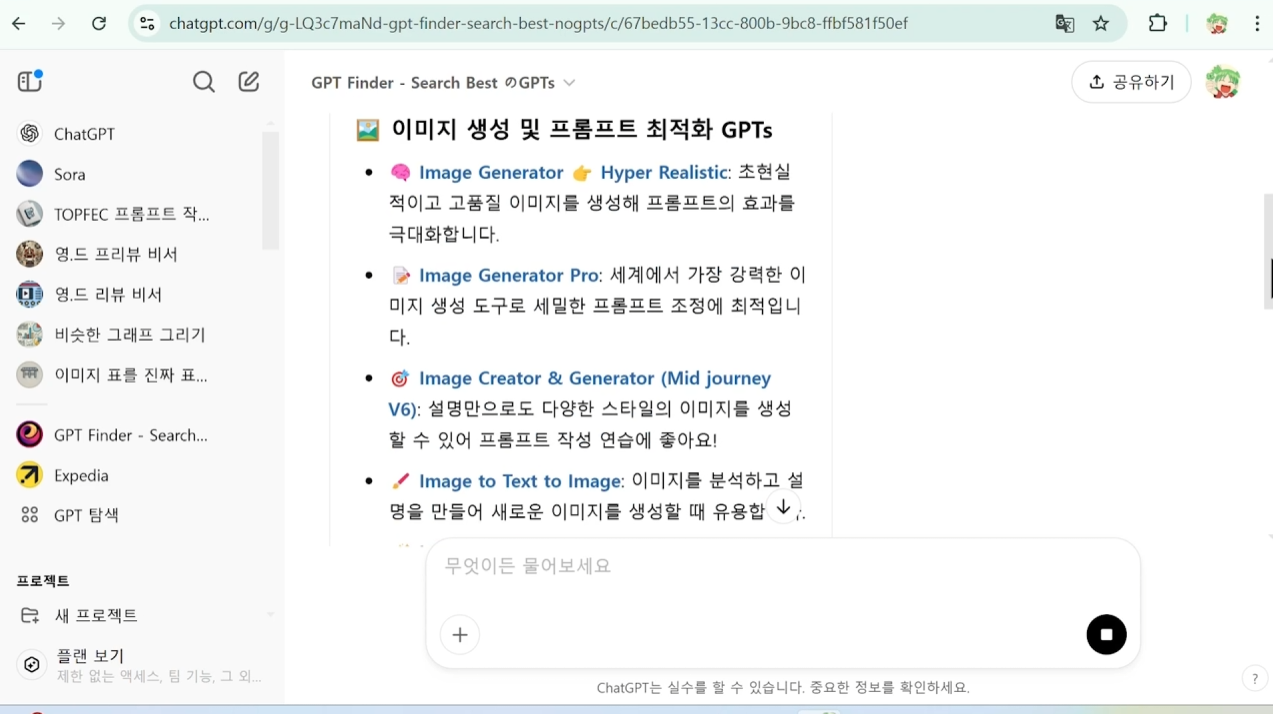 chatgpt.com/g/g-LQ3c7maNd-gpt-finder-search-best-nogpts/c/67bedb55-13cc-800b-9bc8-ffbf581f50ef
ChatGPT
Sora
TOPFEC 프롬프트 작...
영.드 프리뷰 비서
영.드 리뷰 비서
비슷한 그래프 그리기
이미지 표를 진짜 표...
GPT Finder - Search...
Expedia
GPT 탐색
프로젝트
새 프로젝트
플랜 보기
제한 없는 액세스, 팀 기능, 그 외...
GPT Finder - Search Best のGPTs
공유하기
이미지 생성 및 프롬프트 최적화 GPTs
Image Generator 👉 Hyper Realistic: 초현실
적이고 고품질 이미지를 생성해 프롬프트의 효과를
극대화합니다.
Image Generator Pro: 세계에서 가장 강력한 이
미지 생성 도구로 세밀한 프롬프트 조정에 최적입니
다.
Image Creator & Generator (Mid journey
V6): 설명만으로도 다양한 스타일의 이미지를 생성
할 수 있어 프롬프트 작성 연습에 좋아요!
Image to Text to Image: 이미지를 분석하고 설
명을 만들어 새로운 이미지를 생성할 때
무엇이든 물어보세요
ChatGPT는 실수를 할 수 있습니다. 중요한 정보를 확인하세요.
?